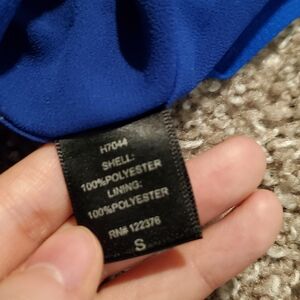 H7044
SHELL:
100%POLYESTER
LINING:
100%POLYESTER
RN# 122376
S